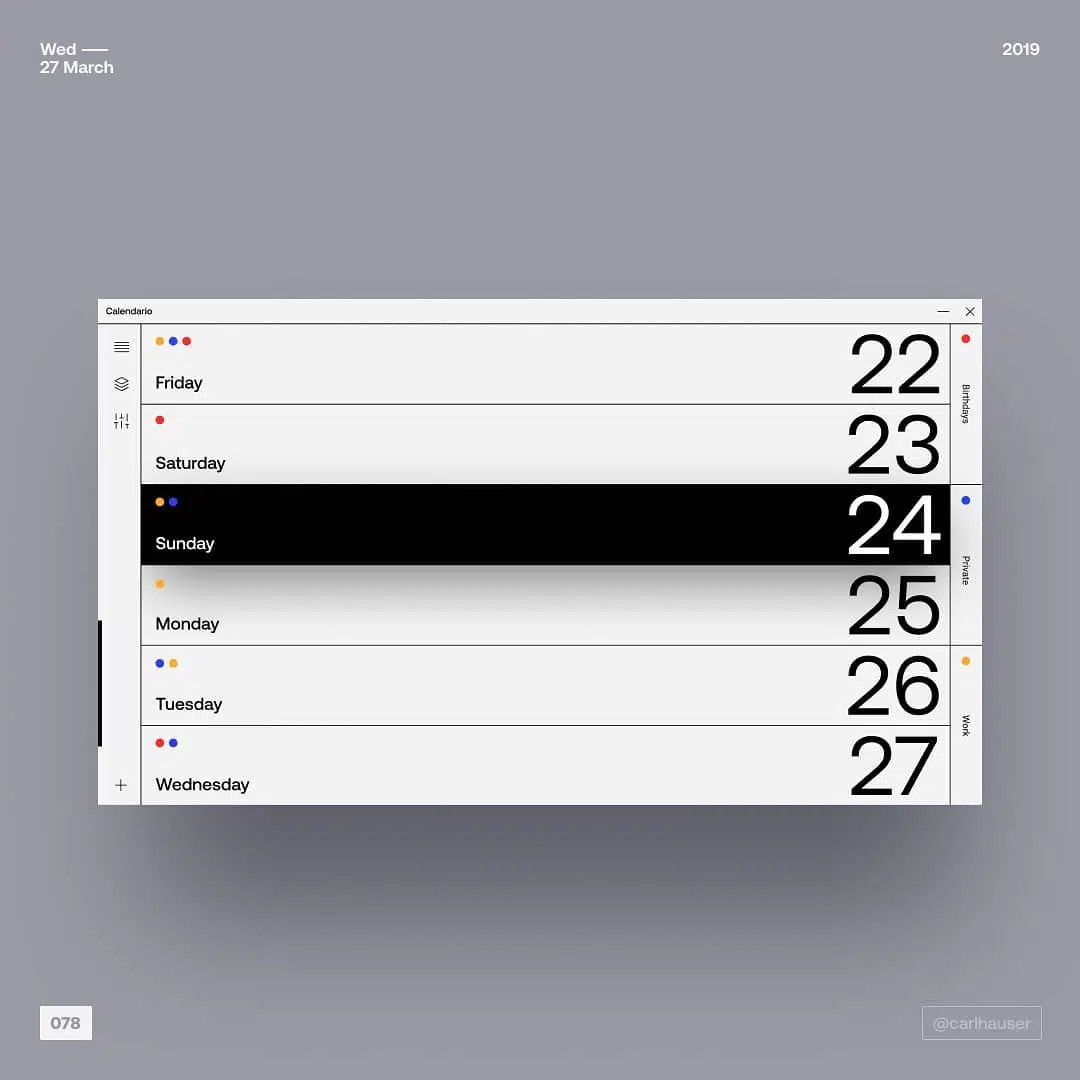 Wed —
27 March
2019
Calendario
Friday
22
Saturday
23
Sunday
24
Monday
25
Tuesday
26
Wednesday
27
Birthdays
Private
Work
078
@carlhauser